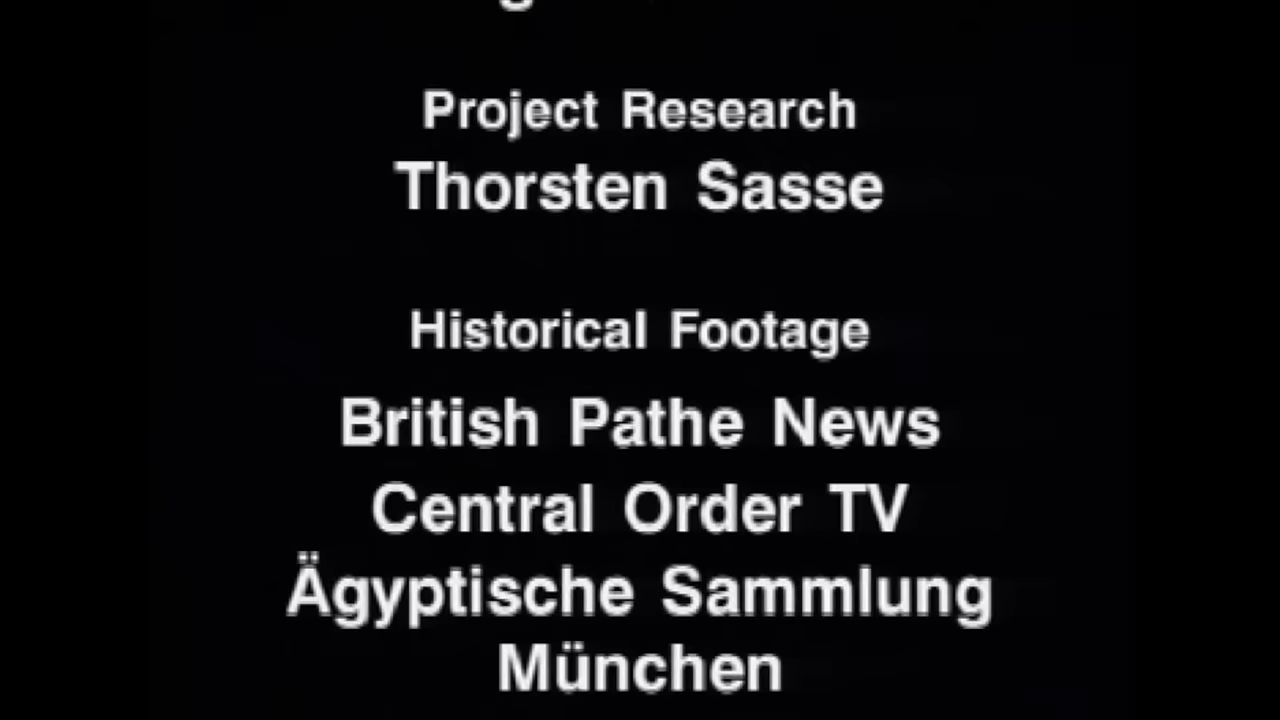 Project Research
Thorsten Sasse
Historical Footage
British Pathe News
Central Order TV
Ägyptische Sammlung
München